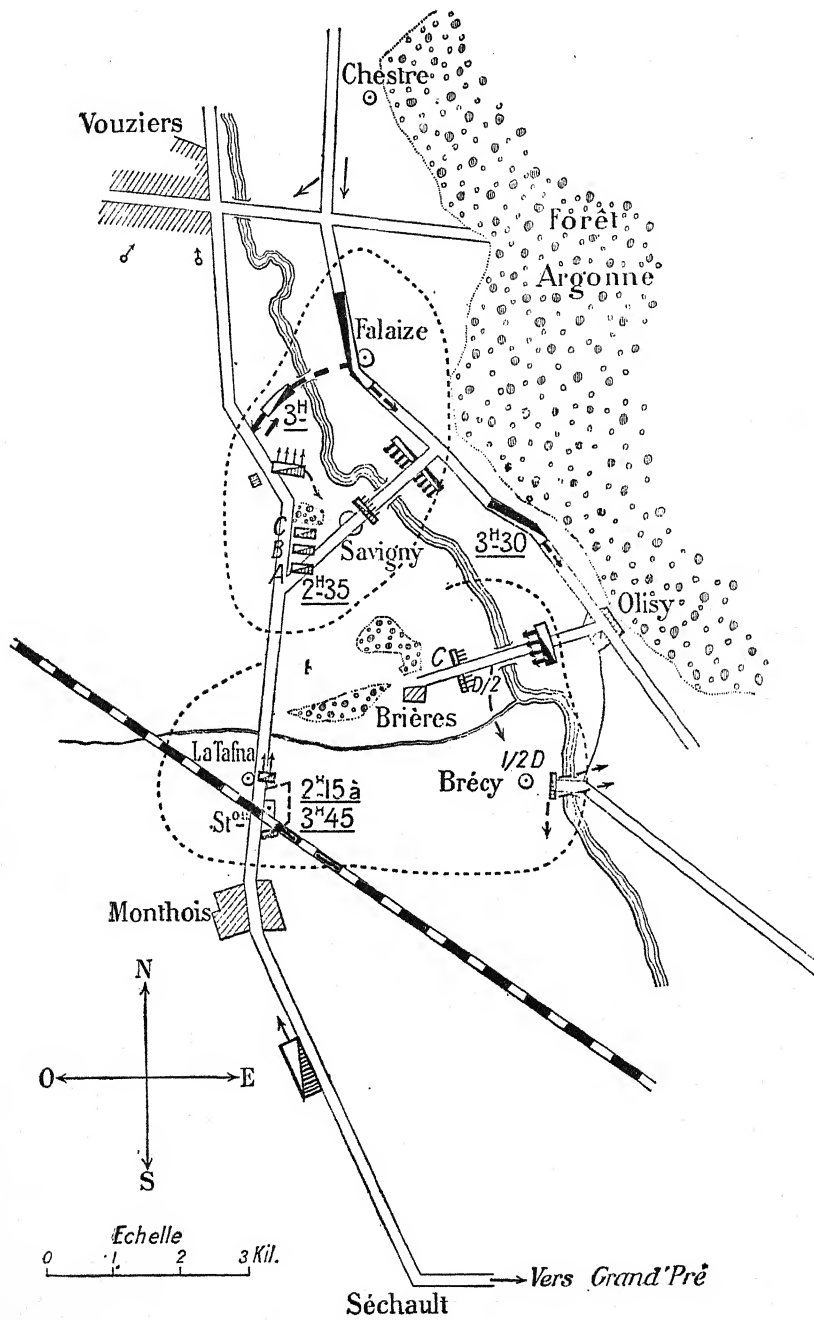 Chestre
Vouziers
Forêt
Argonne
Falaize
3H
C
B
A
Savigny
2H35
3H30
Olisy
C
D/2
Brières
La Tafna
2H15 à
3H45
Ston
Brécy
1/2 D
Monthois
N
O
E
S
Echelle
0 1 2 3 Kil.
Vers Grand'Pré
Séchault